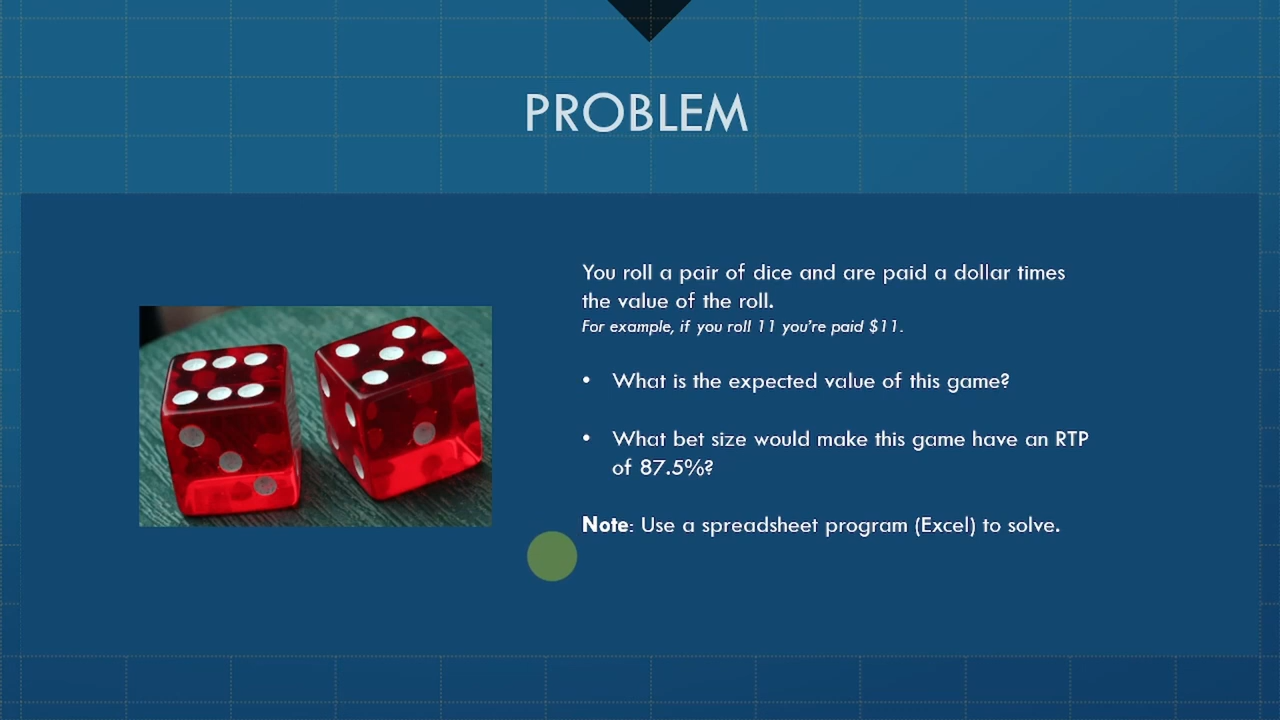 PROBLEM
You roll a pair of dice and are paid a dollar times
the value of the roll.
For example, if you roll 11 you're paid $11.
• What is the expected value of this game?
• What bet size would make this game have an RTP
of 87.5%?
Note: Use a spreadsheet program (Excel) to solve.